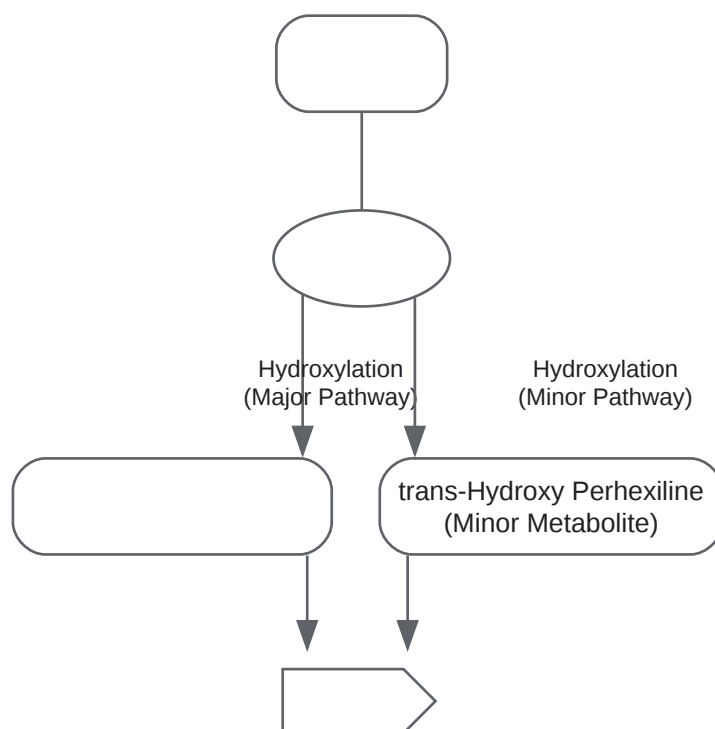 Hydroxylation
(Major Pathway)
Hydroxylation
(Minor Pathway)
trans-Hydroxy Perhexiline
(Minor Metabolite)